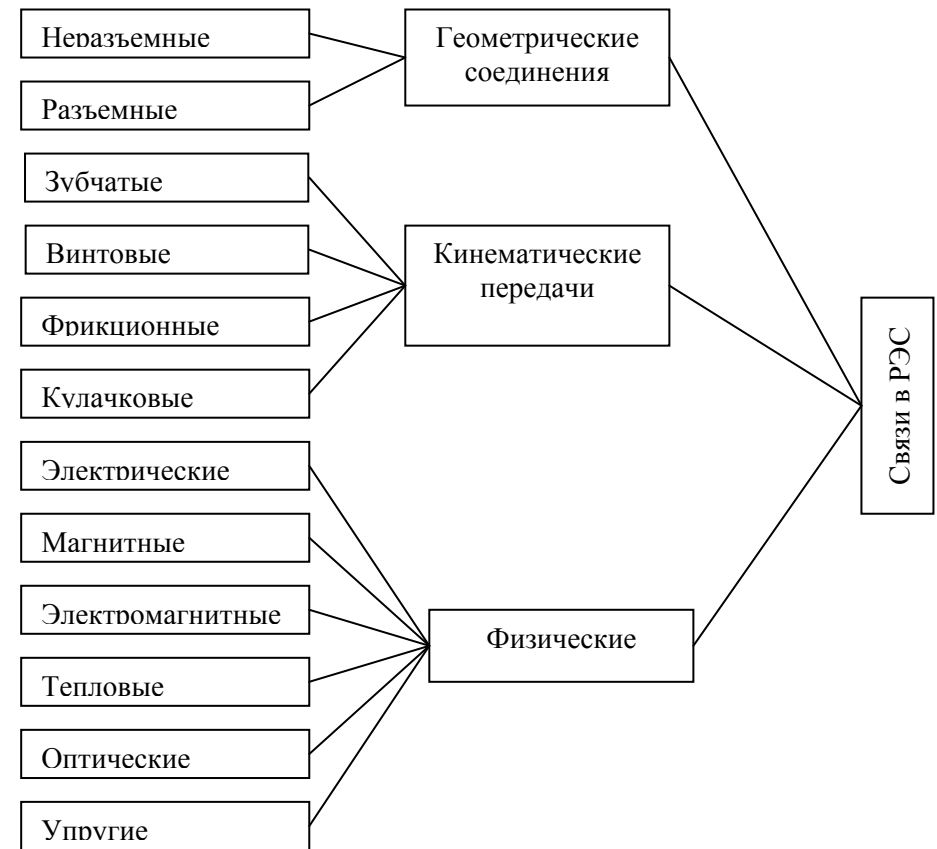 Неразъемные
Разъемные
Зубчатые
Винтовые
Фрикционные
Кулачковые
Электрические
Магнитные
Электромагнитные
Тепловые
Оптические
Упругие
Геометрические
соединения
Кинематические
передачи
Физические
Связи в РЭС